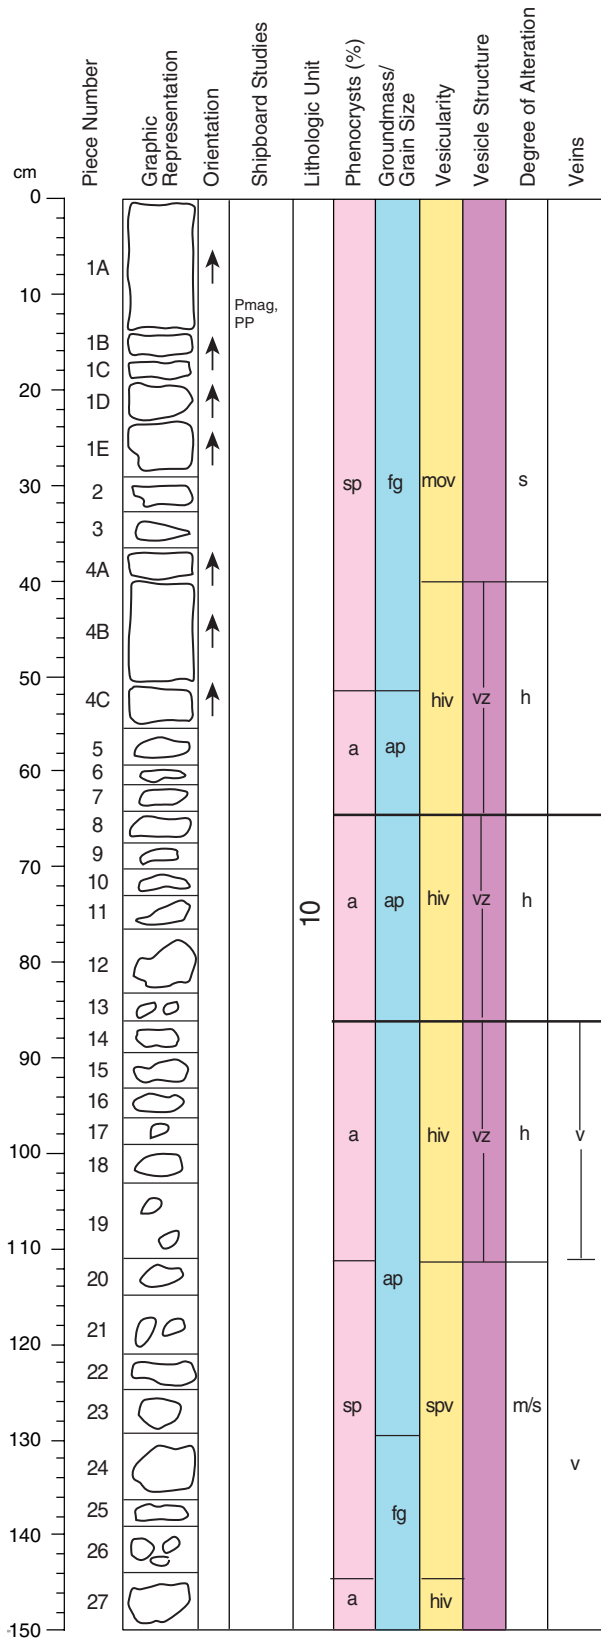 cm
Piece Number
Graphic
Representation
Orientation
Shipboard Studies
Lithologic Unit
Phenocrysts (%)
Groundmass/
Grain Size
Vesicularity
Vesicle Structure
Degree of Alteration
Veins
0
1A
10
Pmag,
PP
1B
1C
20
1D
1E
30
2
sp
fg
mov
s
3
4A
40
4B
50
4C
hiv
vz
h
5
a
ap
60
6
7
8
9
70
10
11
10
a
ap
hiv
vz
h
80
12
13
14
90
15
16
17
a
hiv
vz
h
v
100
18
19
110
20
ap
21
120
22
23
sp
spv
m/s
130
24
v
25
fg
140
26
27
a
hiv
150